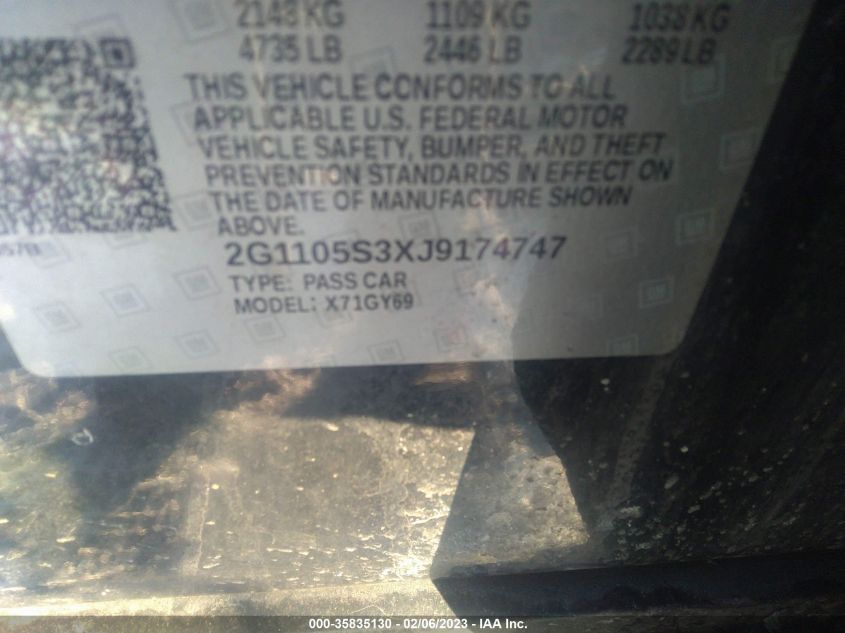 2148 KG 1109 KG 1038 KG
4735 LB 2446 LB 2289 LB
THIS VEHICLE CONFORMS TO ALL
APPLICABLE U.S. FEDERAL MOTOR
VEHICLE SAFETY, BUMPER, AND THEFT
PREVENTION STANDARDS IN EFFECT ON
THE DATE OF MANUFACTURE SHOWN
ABOVE.
2G1105S3XJ9174747
TYPE: PASS CAR
MODEL: X71GY69
000-35835130 - 02/06/2023 - IAA Inc.